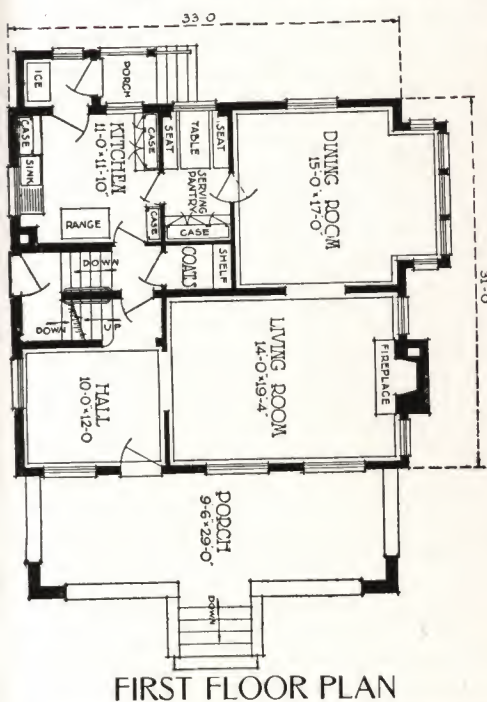 33-0
31-0
ICE
PORCH
CASE
SINK
KITCHEN
11-0"x11-10"
CASE
SEAT
TABLE
SEAT
DINING ROOM
15-0"x17-0"
SERVING
PANTRY
RANGE
CASE
CASE
DOWN
COATS
SHELF
DOWN
UP
LIVING ROOM
14-0"x19-4"
FIREPLACE
HALL
10-0"x12-0
PORCH
9-6"x29-0"
DOWN
FIRST FLOOR PLAN